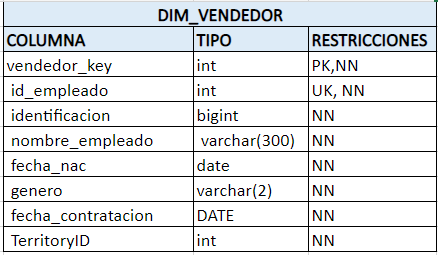 DIM_VENDEDOR
COLUMNA TIPO RESTRICCIONES
vendedor_key int PK,NN
id_empleado int UK, NN
identificacion bigint NN
nombre_empleado varchar(300) NN
fecha_nac date NN
genero varchar(2) NN
fecha_contratacion DATE NN
TerritoryID int NN